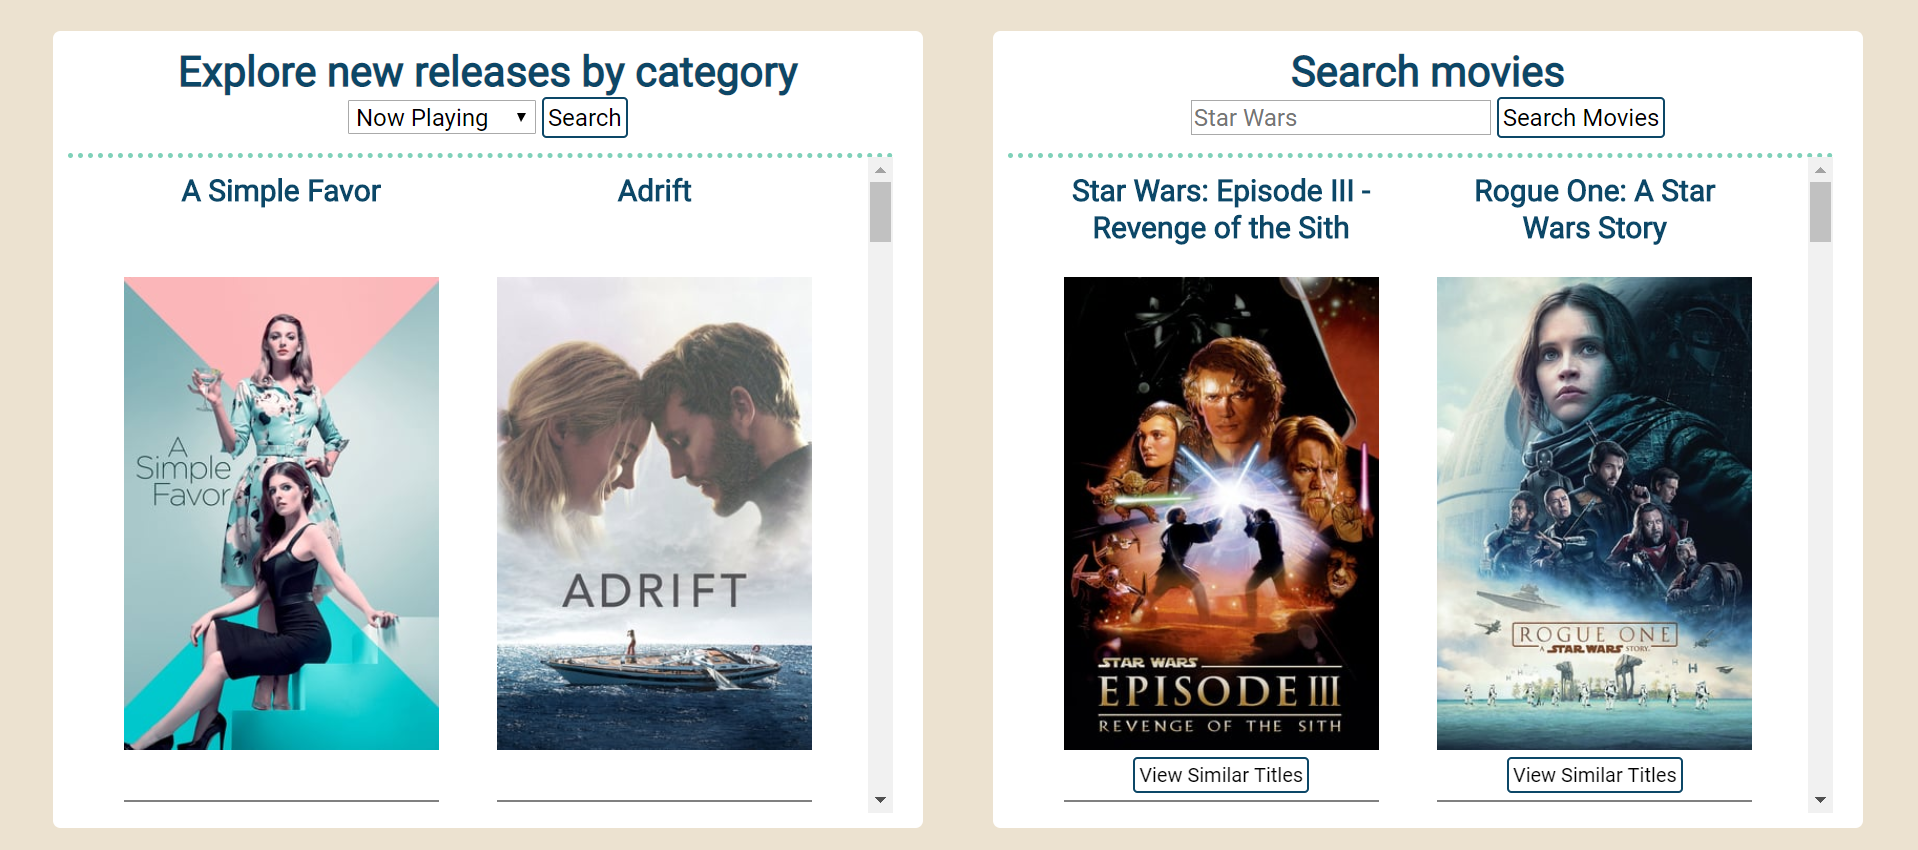 Explore new releases by category
Now Playing
Search
A Simple Favor
Adrift
A
Simple
Favor
ADRIFT
Search movies
Star Wars
Search Movies
Star Wars: Episode III -
Revenge of the Sith
Rogue One: A Star
Wars Story
STAR WARS
EPISODE III
REVENGE OF THE SITH
ROGUE ONE
A STAR WARS STORY
View Similar Titles
View Similar Titles